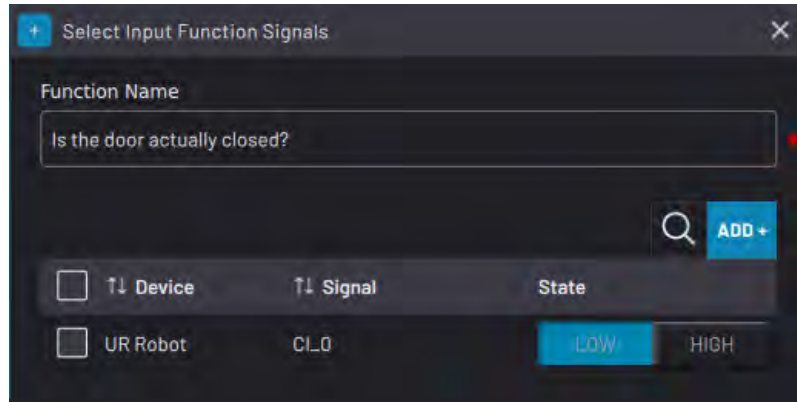 Select Input Function Signals
Function Name
Is the door actually closed?
ADD +
Device Signal State
UR Robot CI_0 LOW HIGH